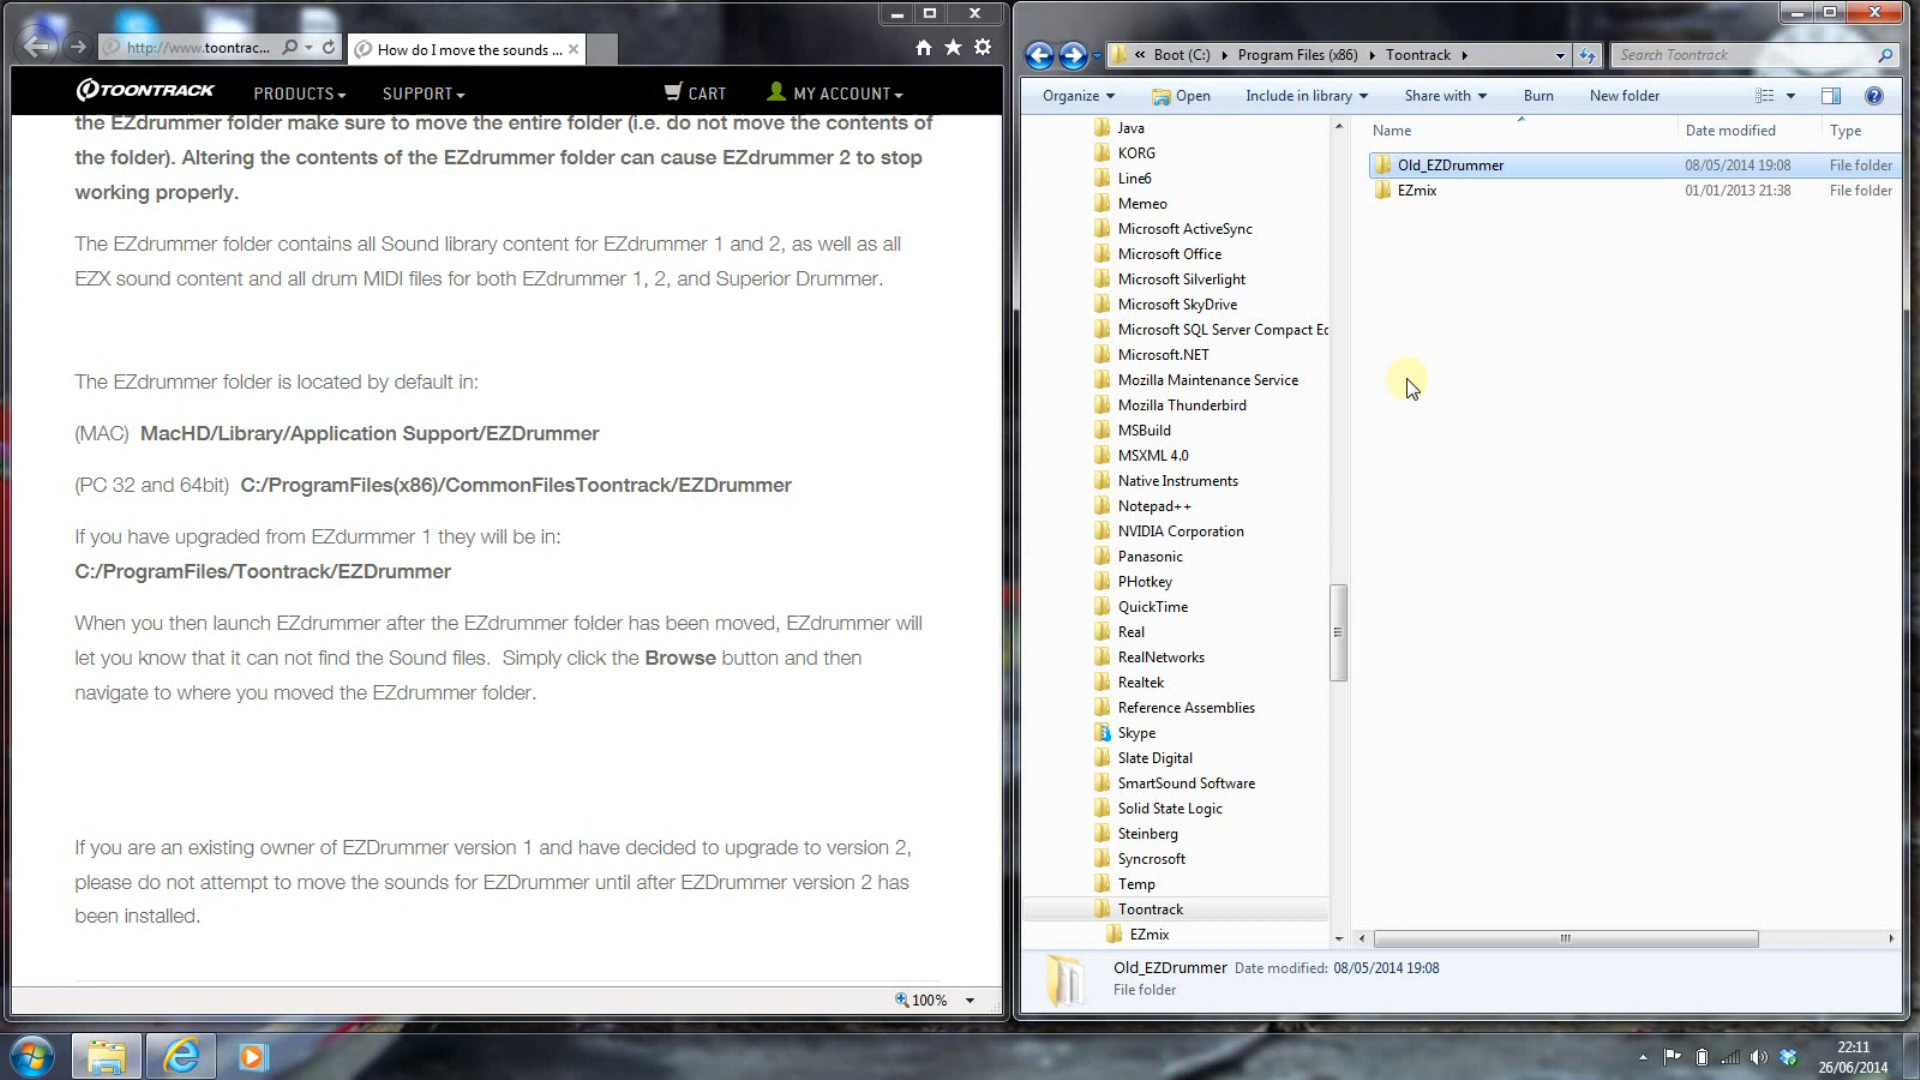 http://www.toontrac...
How do I move the sounds ...
TOONTRACK
PRODUCTS
SUPPORT
CART
MY ACCOUNT
the EZdrummer folder make sure to move the entire folder (i.e. do not move the contents of
the folder). Altering the contents of the EZdrummer folder can cause EZdrummer 2 to stop
working properly.
The EZdrummer folder contains all Sound library content for EZdrummer 1 and 2, as well as all
EZX sound content and all drum MIDI files for both EZdrummer 1, 2, and Superior Drummer.
The EZdrummer folder is located by default in:
(MAC) MacHD/Library/Application Support/EZDrummer
(PC 32 and 64bit) C:/ProgramFiles(x86)/CommonFilesToontrack/EZDrummer
If you have upgraded from EZdurmmer 1 they will be in:
C:/ProgramFiles/Toontrack/EZDrummer
When you then launch EZdrummer after the EZdrummer folder has been moved, EZdrummer will
let you know that it can not find the Sound files. Simply click the Browse button and then
navigate to where you moved the EZdrummer folder.
If you are an existing owner of EZDrummer version 1 and have decided to upgrade to version 2,
please do not attempt to move the sounds for EZDrummer until after EZDrummer version 2 has
been installed.
100%
« Boot (C:) Program Files (x86) Toontrack
Search Toontrack
Organize Open Include in library Share with Burn New folder
Java
KORG
Line6
Memeo
Microsoft ActiveSync
Microsoft Office
Microsoft Silverlight
Microsoft SkyDrive
Microsoft SQL Server Compact Ec
Microsoft.NET
Mozilla Maintenance Service
Mozilla Thunderbird
MSBuild
MSXML 4.0
Native Instruments
Notepad++
NVIDIA Corporation
Panasonic
PHotkey
QuickTime
Real
RealNetworks
Realtek
Reference Assemblies
Skype
Slate Digital
SmartSound Software
Solid State Logic
Steinberg
Syncrosoft
Temp
Toontrack
EZmix
Name Date modified Type
Old_EZDrummer 08/05/2014 19:08 File folder
EZmix 01/01/2013 21:38 File folder
Old_EZDrummer Date modified: 08/05/2014 19:08
File folder
22:11
26/06/2014